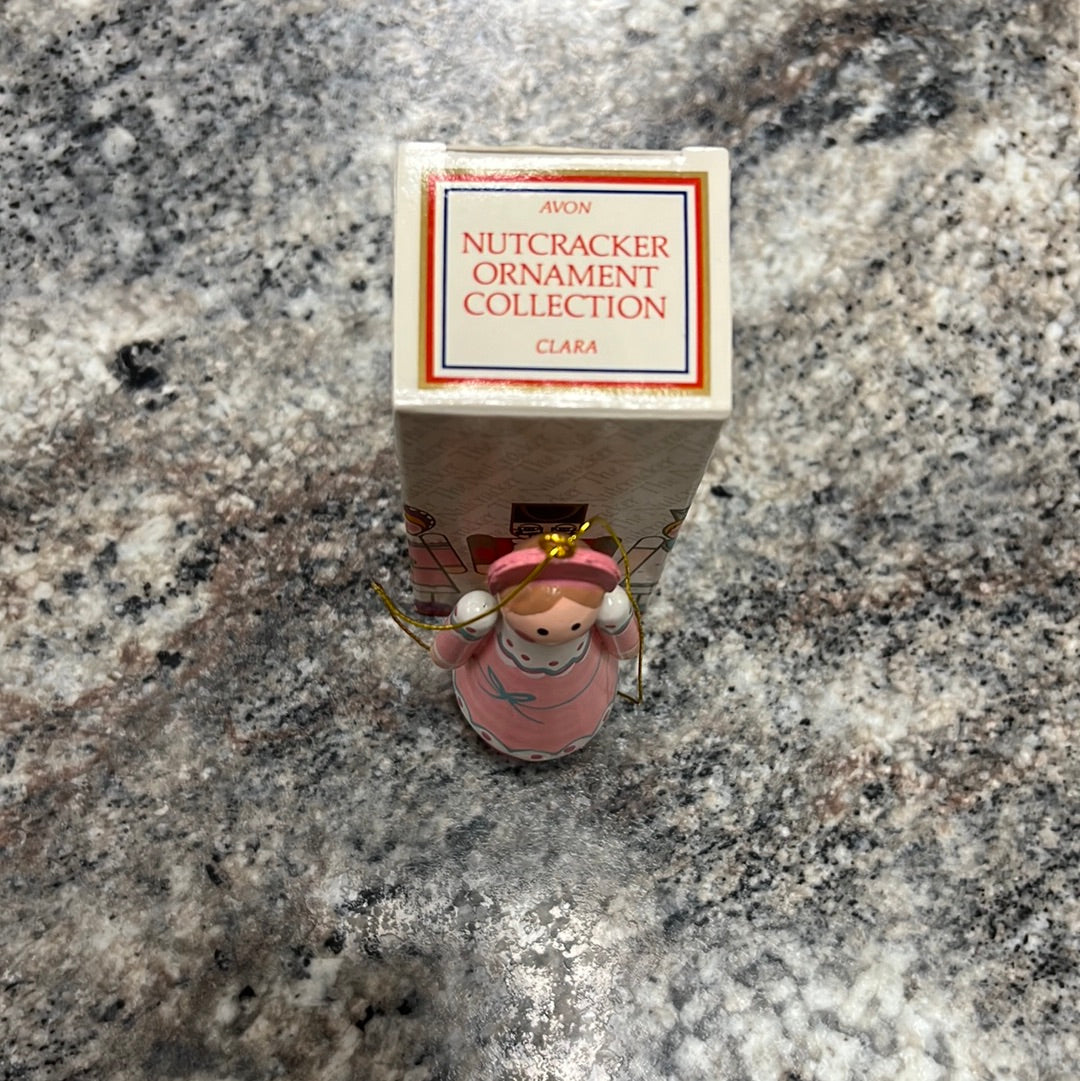 AVON
NUTCRACKER
ORNAMENT
COLLECTION
CLARA